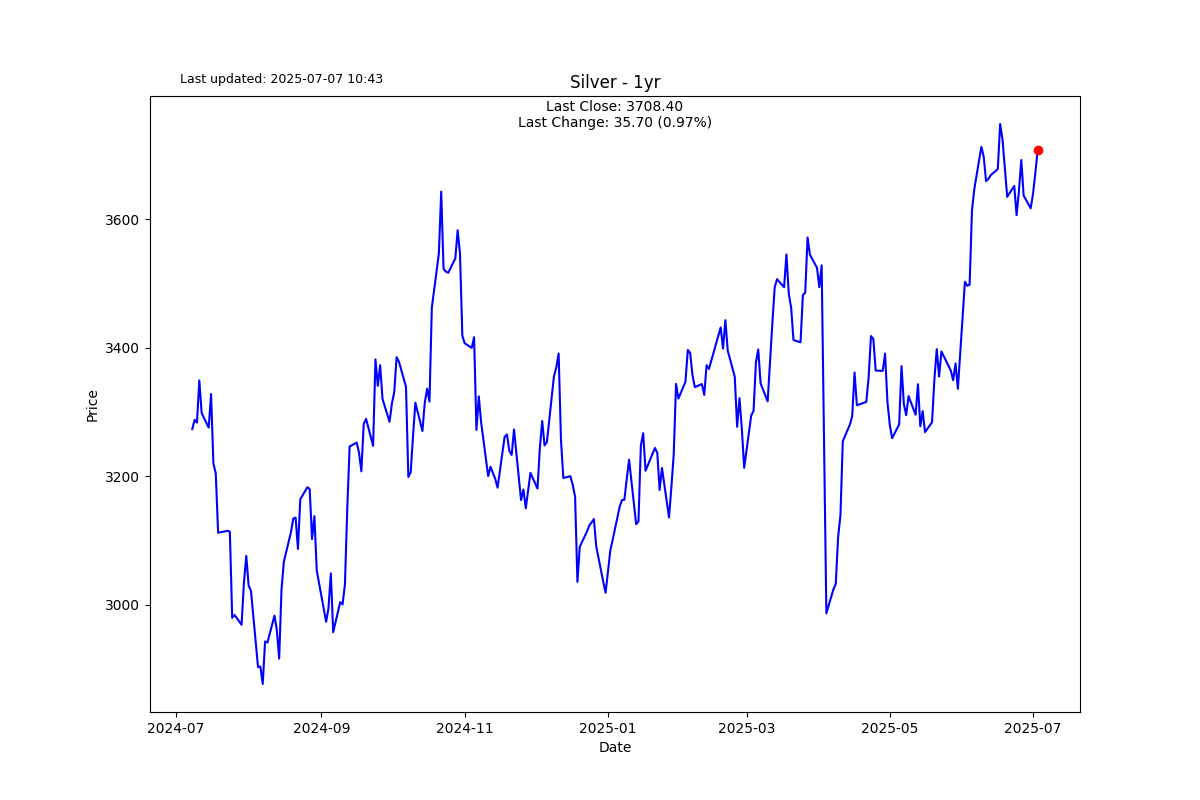 Last updated: 2025-07-07 10:43
Silver - 1yr
Last Close: 3708.40
Last Change: 35.70 (0.97%)
Price
3600
3400
3200
3000
2024-07
2024-09
2024-11
2025-01
2025-03
2025-05
2025-07
Date